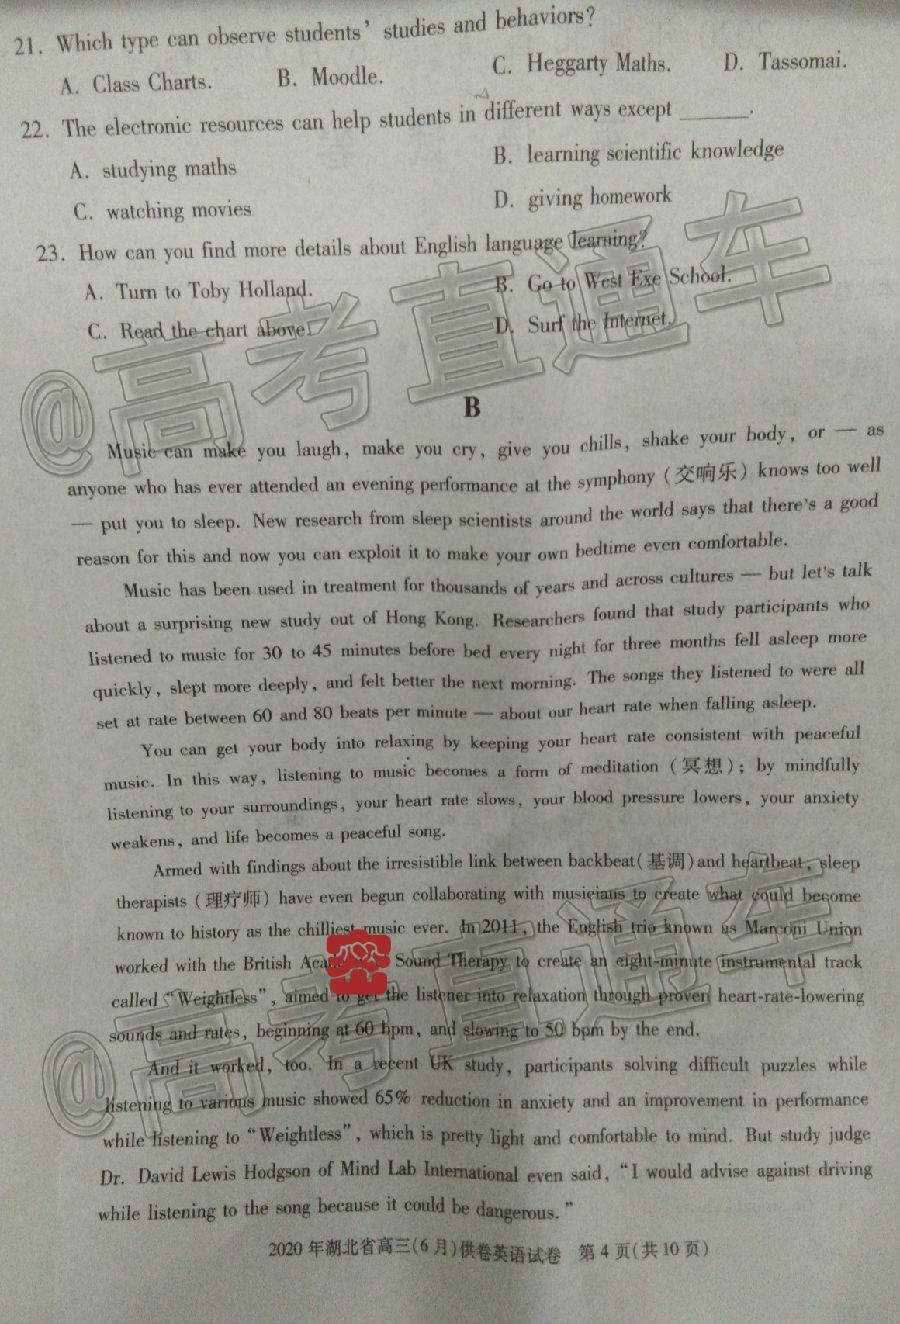 21. Which type can observe students' studies and behaviors?
A. Class Charts. B. Moodle. C. Heggarty Maths. D. Tassomai.
22. The electronic resources can help students in different ways except ______.
A. studying maths B. learning scientific knowledge
C. watching movies D. giving homework
23. How can you find more details about English language learning?
A. Turn to Toby Holland. B. Go to West Exe School.
C. Read the chart above. D. Surf the Internet.
@高考直通车
B
Music can make you laugh, make you cry, give you chills, shake your body, or — as
anyone who has ever attended an evening performance at the symphony (交响乐) knows too well
— put you to sleep. New research from sleep scientists around the world says that there's a good
reason for this and now you can exploit it to make your own bedtime even comfortable.
Music has been used in treatment for thousands of years and across cultures — but let's talk
about a surprising new study out of Hong Kong. Researchers found that study participants who
listened to music for 30 to 45 minutes before bed every night for three months fell asleep more
quickly, slept more deeply, and felt better the next morning. The songs they listened to were all
set at rate between 60 and 80 beats per minute — about our heart rate when falling asleep.
You can get your body into relaxing by keeping your heart rate consistent with peaceful
music. In this way, listening to music becomes a form of meditation (冥想); by mindfully
listening to your surroundings, your heart rate slows, your blood pressure lowers, your anxiety
weakens, and life becomes a peaceful song.
Armed with findings about the irresistible link between backbeat(基调)and heartbeat, sleep
therapists (理疗师) have even begun collaborating with musicians to create what could become
known to history as the chilliest music ever. In 2011, the English trio known as Marconi Union
worked with the British Sound Therapy to create an eight-minute instrumental track
called "Weightless", aimed to get the listener into relaxation through proven heart-rate-lowering
sounds and rates, beginning at 60 bpm, and slowing to 50 bpm by the end.
@高考直通车
And it worked, too. In a recent UK study, participants solving difficult puzzles while
listening to various music showed 65% reduction in anxiety and an improvement in performance
while listening to "Weightless", which is pretty light and comfortable to mind. But study judge
Dr. David Lewis Hodgson of Mind Lab International even said, "I would advise against driving
while listening to the song because it could be dangerous."
2020年湖北省高三(6月)供卷英语试卷 第4页(共10页)